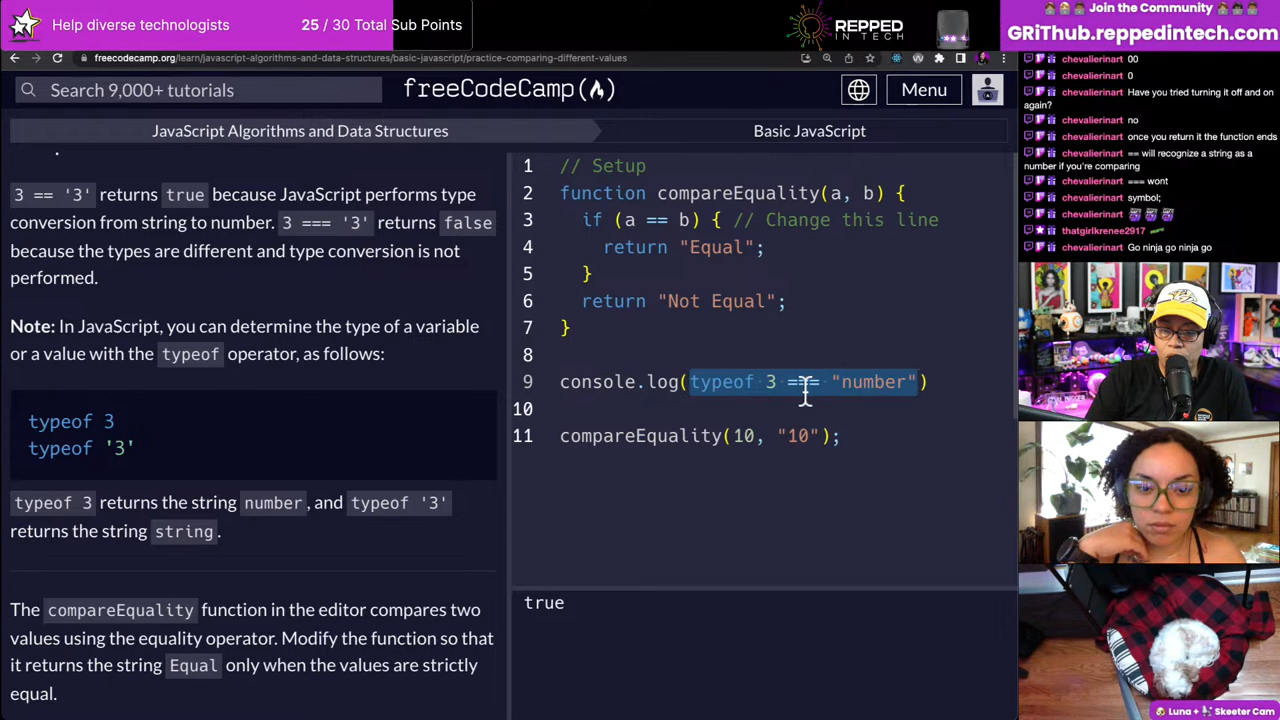 Help diverse technologists
25 / 30 Total Sub Points
REPPED
IN TECH
Join the Community
GRiThub.reppedintech.com
freecodecamp.org/learn/javascript-algorithms-and-data-structures/basic-javascript/practice-comparing-different-values
Search 9,000+ tutorials
freeCodeCamp
Menu
JavaScript Algorithms and Data Structures
Basic JavaScript
3 == '3' returns true because JavaScript performs type
conversion from string to number. 3 === '3' returns false
because the types are different and type conversion is not
performed.
Note: In JavaScript, you can determine the type of a variable
or a value with the typeof operator, as follows:
typeof 3
typeof '3'
typeof 3 returns the string number, and typeof '3'
returns the string string.
The compareEquality function in the editor compares two
values using the equality operator. Modify the function so that
it returns the string Equal only when the values are strictly
equal.
1 // Setup
2 function compareEquality(a, b) {
3 if (a == b) { // Change this line
4 return "Equal";
5 }
6 return "Not Equal";
7 }
8
9 console.log(typeof 3 === "number")
10
11 compareEquality(10, "10");
true
chevalierinart 00
chevalierinart 0
chevalierinart Have you tried turning it off and on
again?
chevalierinart no
chevalierinart once you return it the function ends
chevalierinart == will recognize a string as a
number if you're comparing
chevalierinart === wont
chevalierinart symbol;
chevalierinart
thatgirlkrenee2917
chevalierinart Go ninja go ninja go
Luna + Skeeter Cam